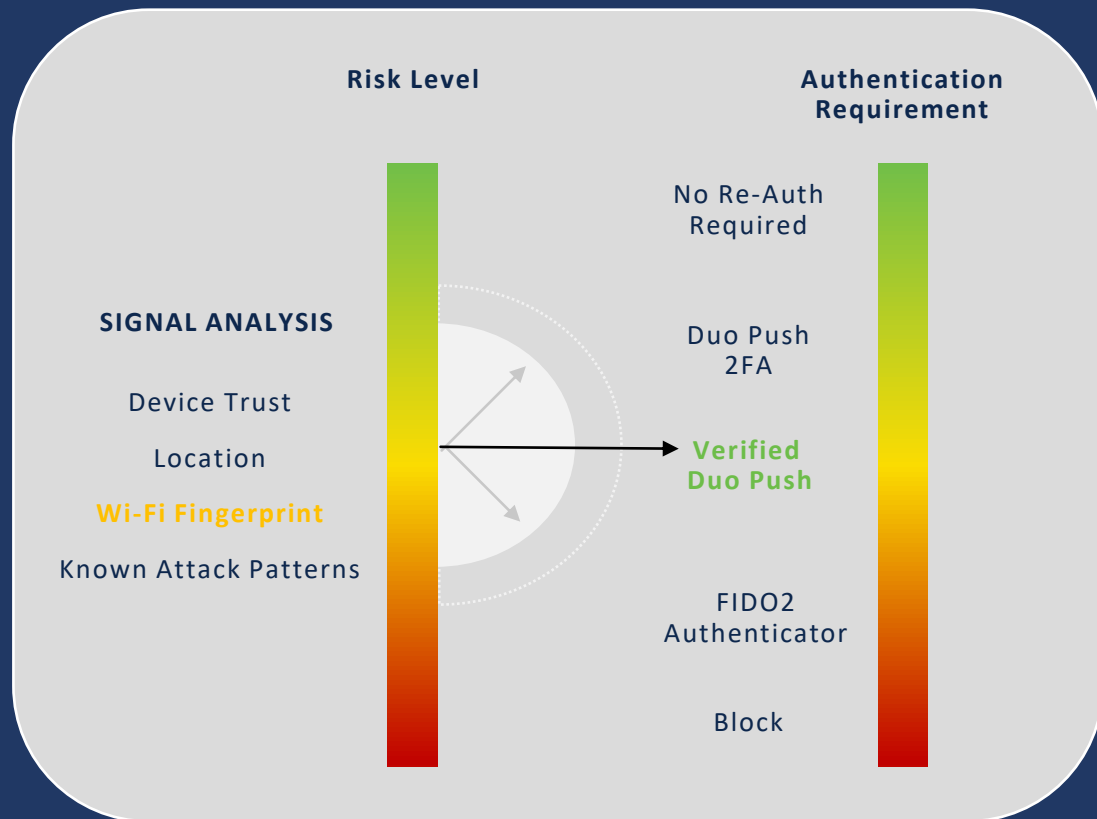 Risk Level
Authentication
Requirement
SIGNAL ANALYSIS
Device Trust
Location
Wi-Fi Fingerprint
Known Attack Patterns
No Re-Auth
Required
Duo Push
2FA
Verified
Duo Push
FIDO2
Authenticator
Block